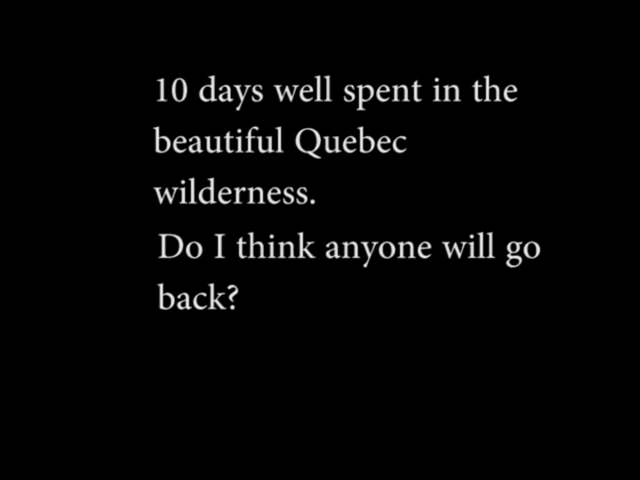 10 days well spent in the
beautiful Quebec
wilderness.
Do I think anyone will go
back?